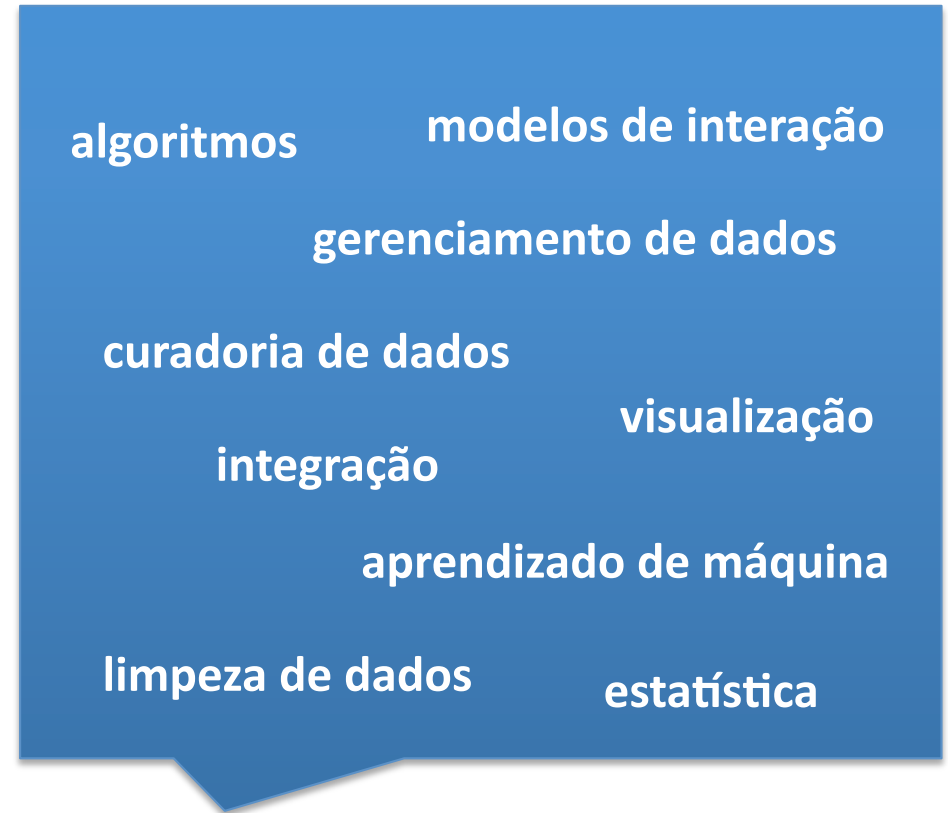 algoritmos
modelos de interação
gerenciamento de dados
curadoria de dados
visualização
integração
aprendizado de máquina
limpeza de dados
estatística